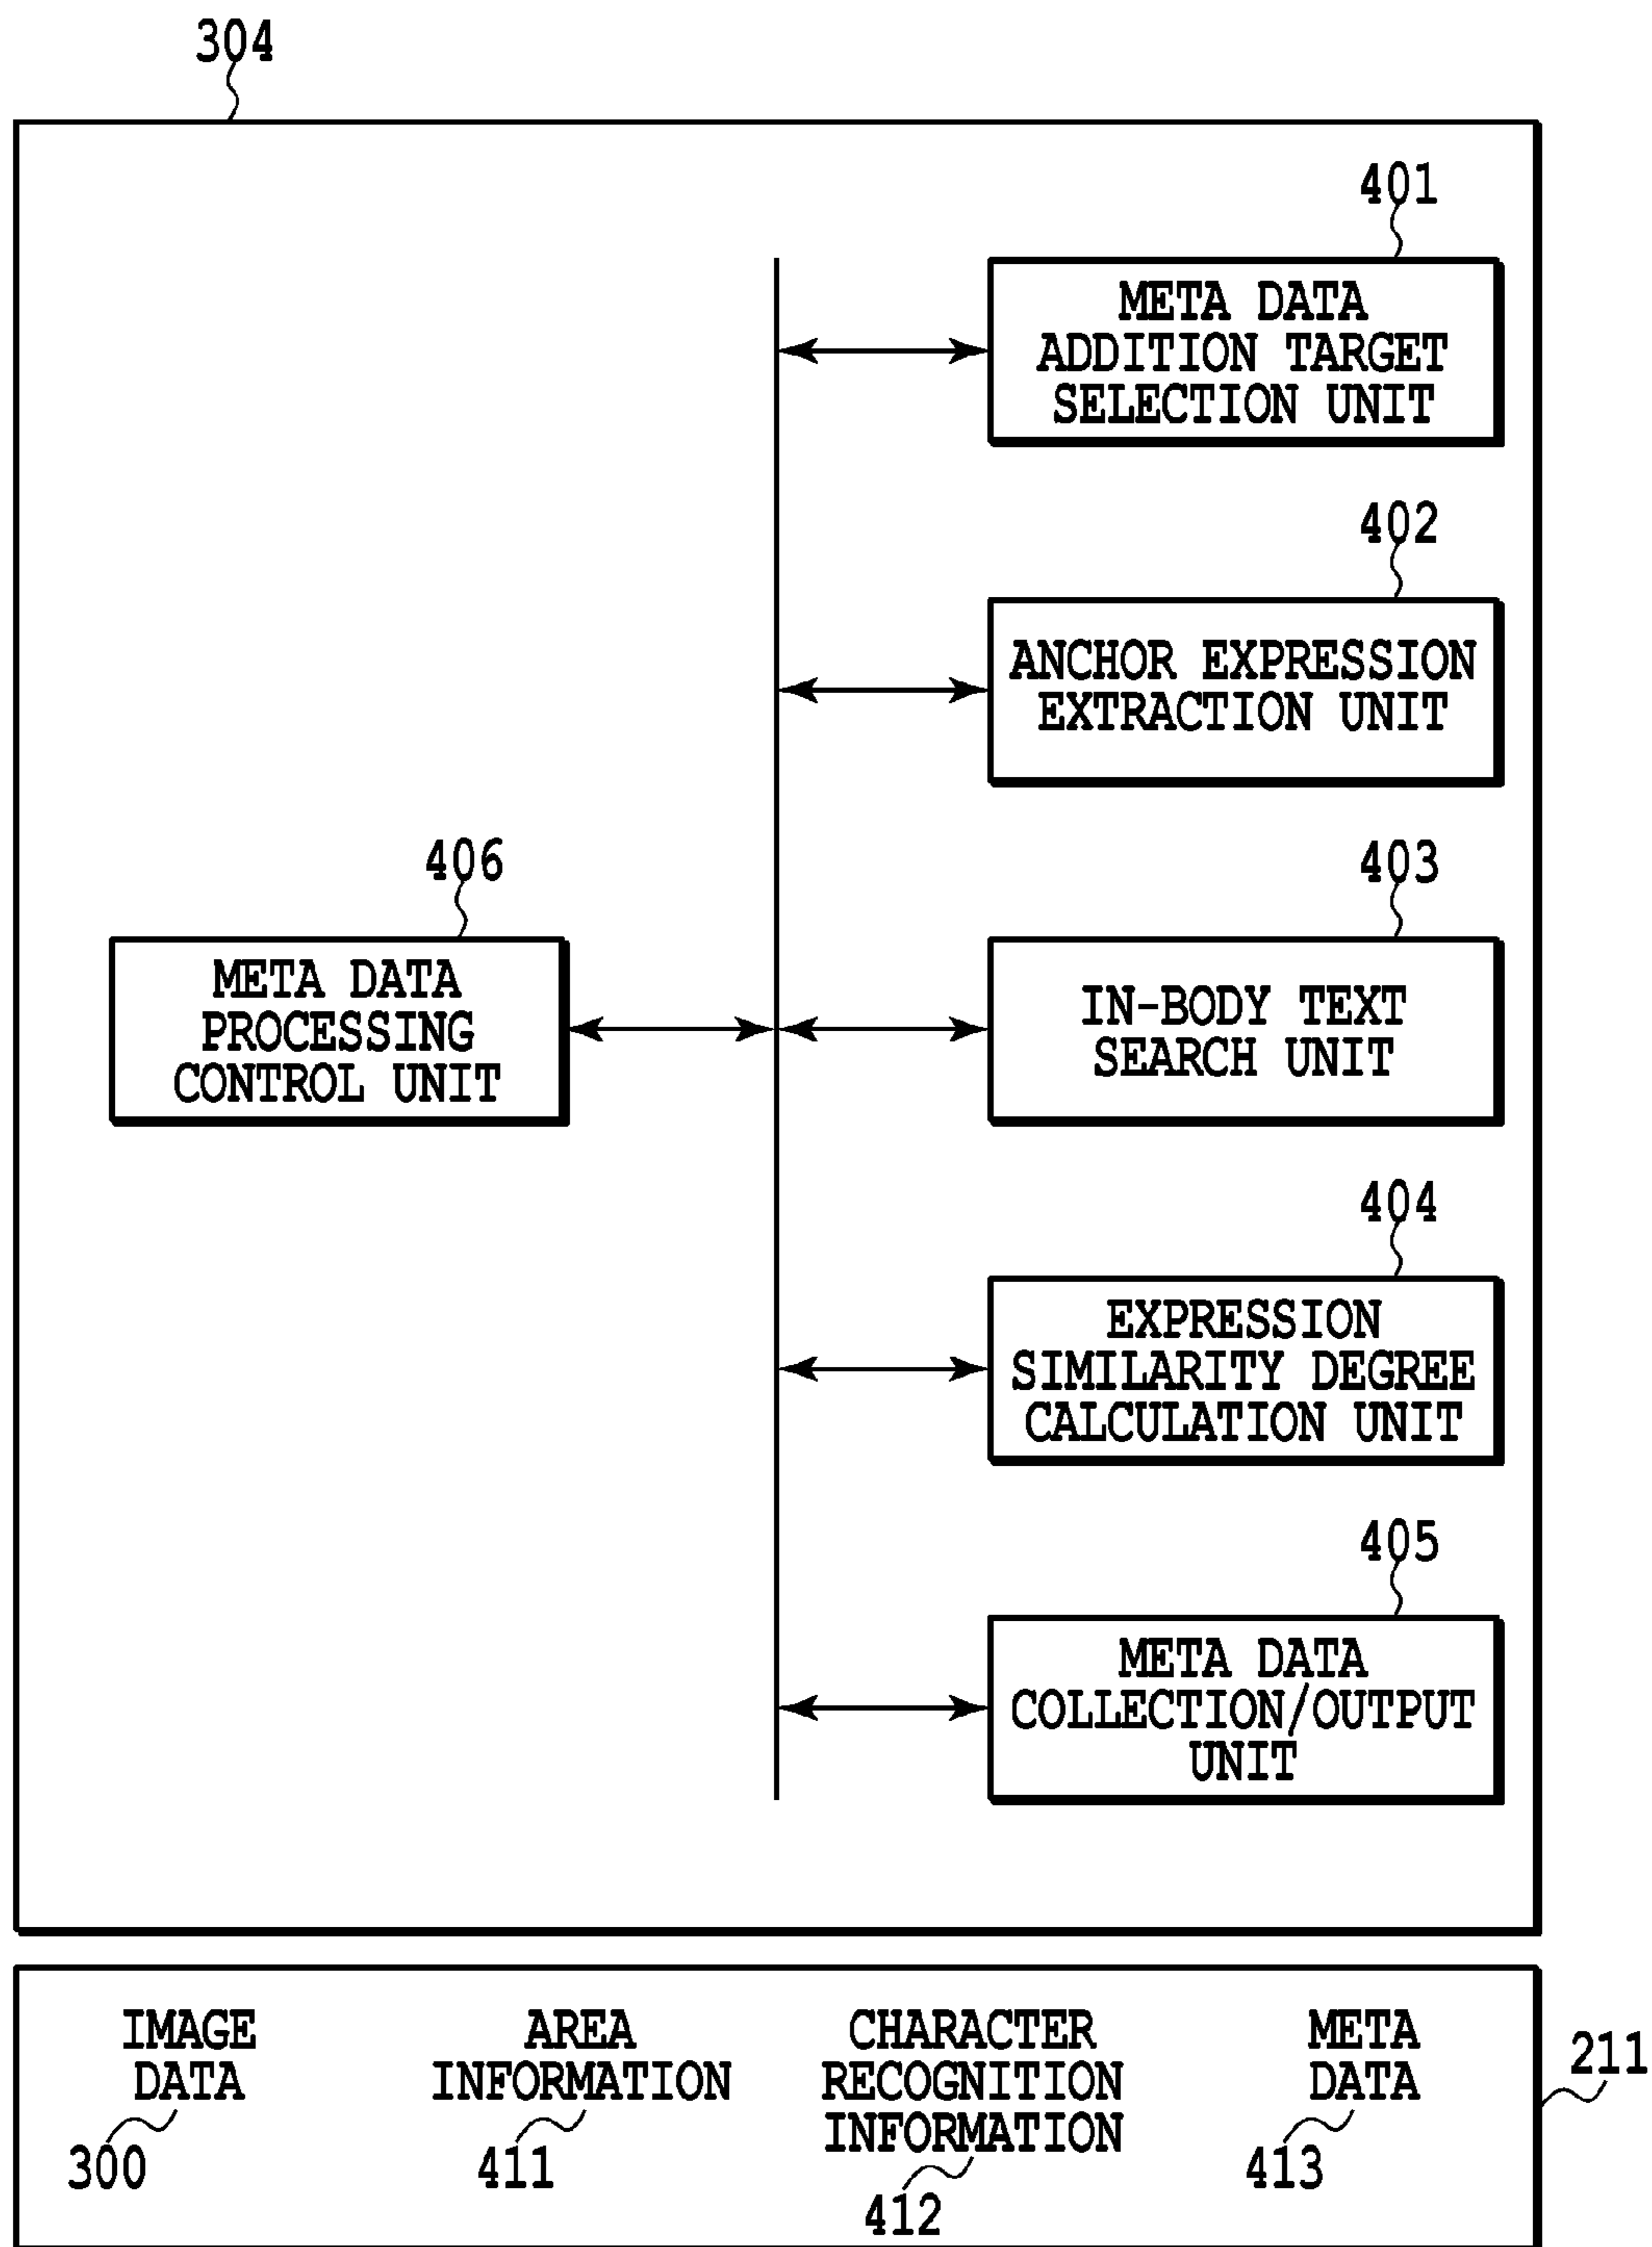 304
401
META DATA
ADDITION TARGET
SELECTION UNIT
402
ANCHOR EXPRESSION
EXTRACTION UNIT
406
META DATA
PROCESSING
CONTROL UNIT
403
IN-BODY TEXT
SEARCH UNIT
404
EXPRESSION
SIMILARITY DEGREE
CALCULATION UNIT
405
META DATA
COLLECTION/OUTPUT
UNIT
IMAGE
DATA
300
AREA
INFORMATION
411
CHARACTER
RECOGNITION
INFORMATION
412
META
DATA
413
211